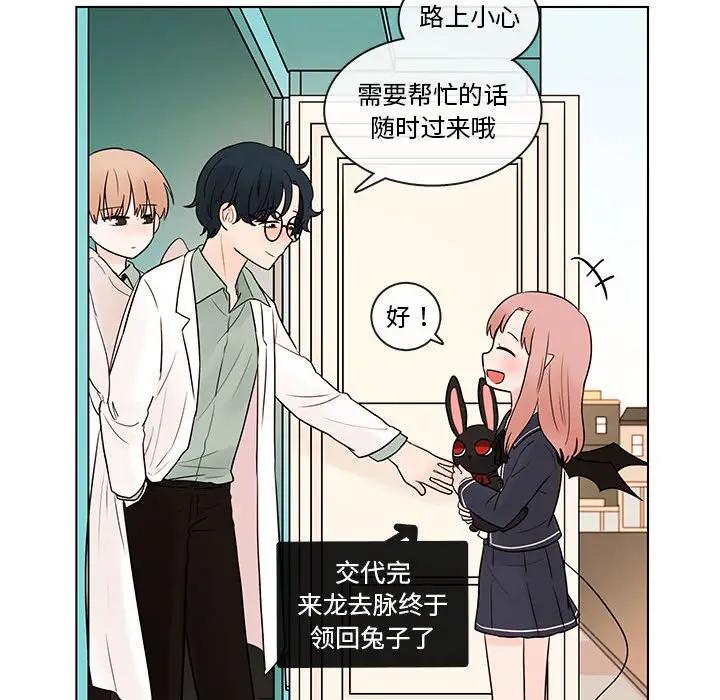 路上小心
需要帮忙的话
随时过来哦
好！
交代完
来龙去脉终于
领回兔子了